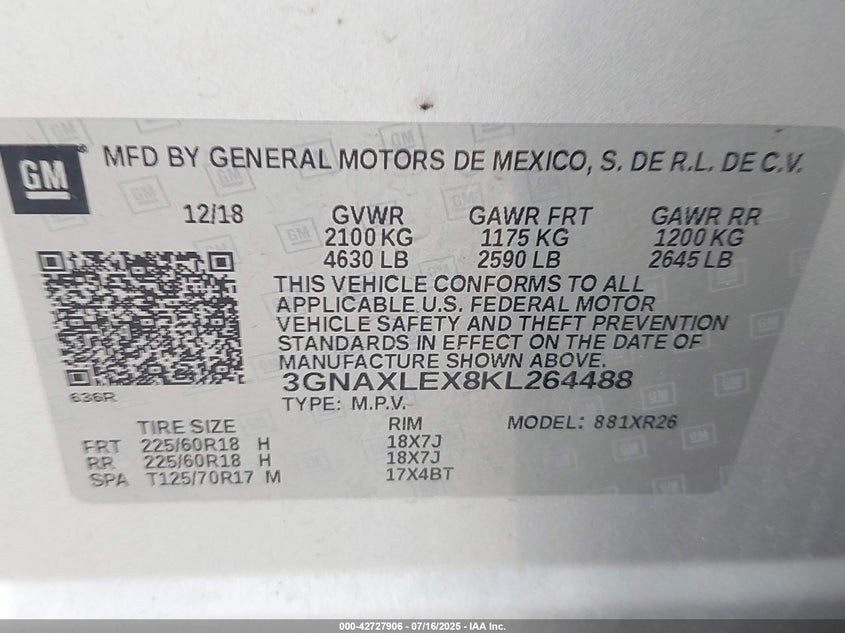 GM
MFD BY GENERAL MOTORS DE MEXICO, S. DE R.L. DE C.V.
12/18 GVWR GAWR FRT GAWR RR
2100 KG 1175 KG 1200 KG
4630 LB 2590 LB 2645 LB
THIS VEHICLE CONFORMS TO ALL
APPLICABLE U.S. FEDERAL MOTOR
VEHICLE SAFETY AND THEFT PREVENTION
STANDARDS IN EFFECT ON THE DATE OF
MANUFACTURE SHOWN ABOVE.
3GNAXLEX8KL264488
636R
TYPE: M.P.V.
TIRE SIZE RIM MODEL: 881XR26
FRT 225/60R18 H 18X7J
RR 225/60R18 H 18X7J
SPA T125/70R17 M 17X4BT
000-42727906 - 07/16/2025 - IAA Inc.